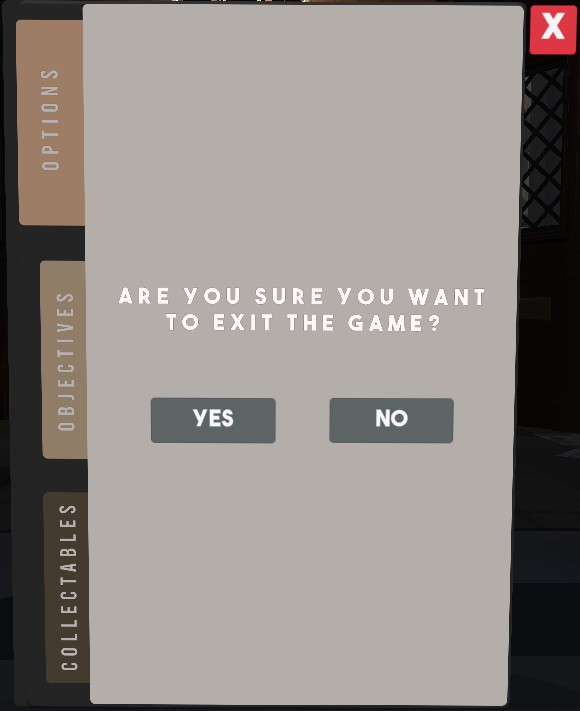 X
OPTIONS
ARE YOU SURE YOU WANT
TO EXIT THE GAME?
OBJECTIVES
YES
NO
COLLECTABLES